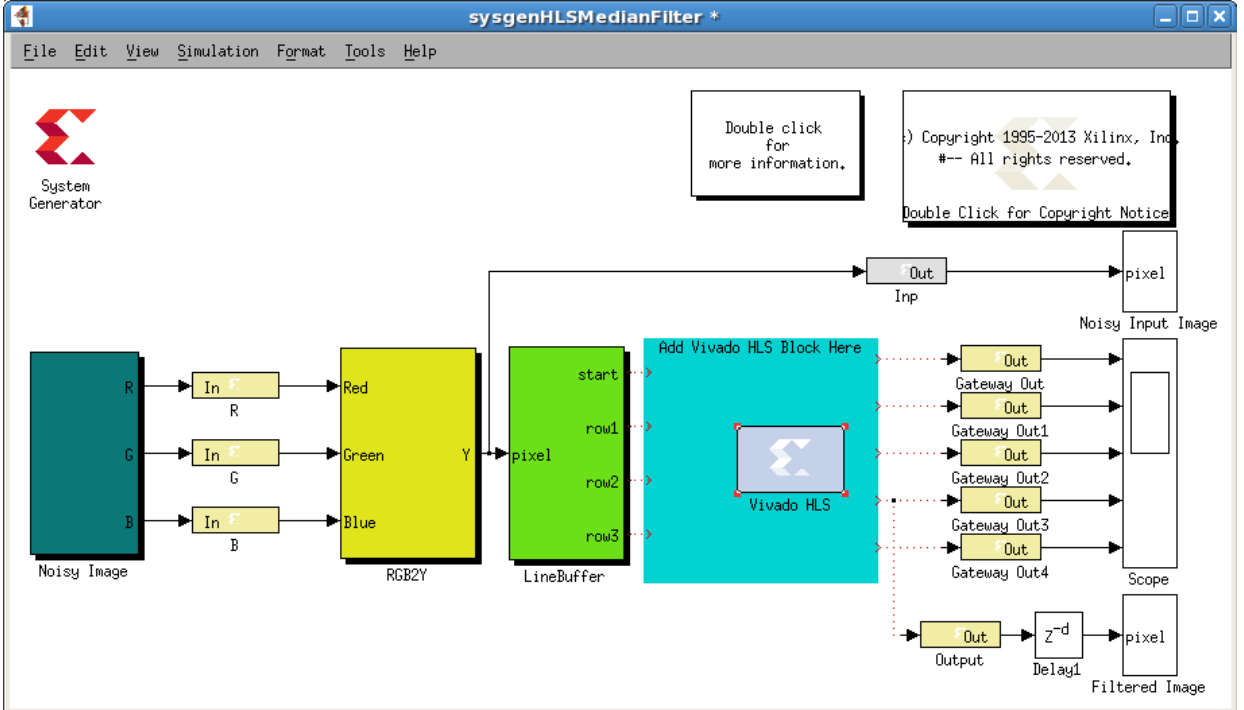 sysgenHLSMedianFilter *
File Edit View Simulation Format Tools Help
System
Generator
Double click
for
more information.
:) Copyright 1995-2013 Xilinx, Inc.
#-- All rights reserved.
Double Click for Copyright Notice
Out
Inp
pixel
Noisy Input Image
R
G
B
Noisy Image
In
R
In
G
In
B
Red
Green
Blue
Y
RGB2Y
pixel
start
row1
row2
row3
LineBuffer
Add Vivado HLS Block Here
Vivado HLS
Out
Gateway Out
Out
Gateway Out1
Out
Gateway Out2
Out
Gateway Out3
Out
Gateway Out4
Scope
Out
Output
z-d
Delay1
pixel
Filtered Image